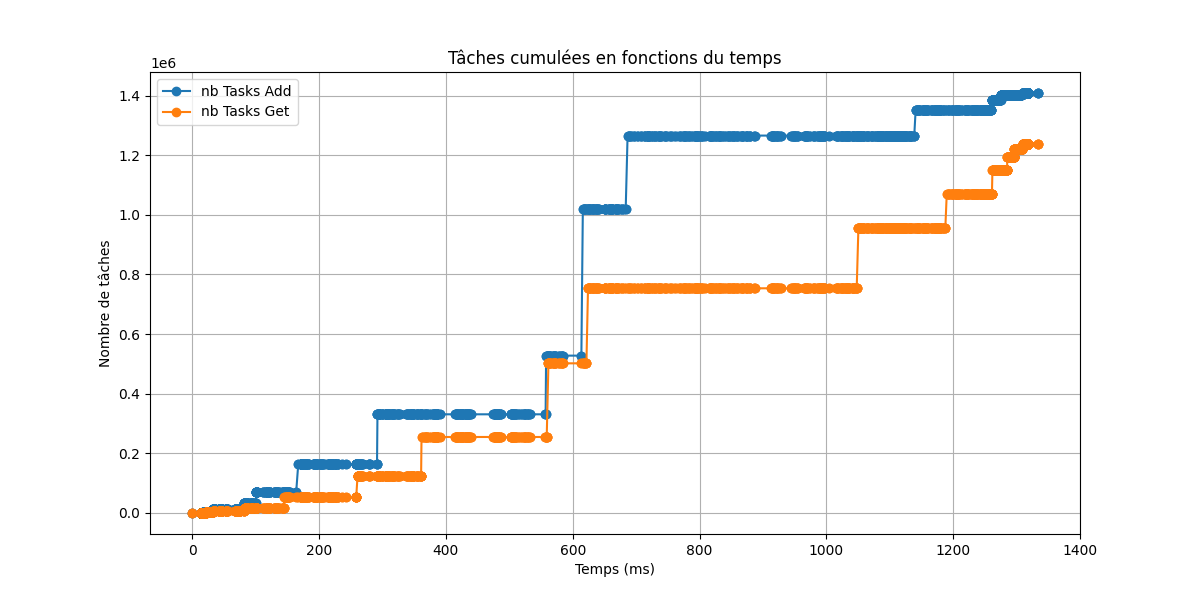 Tâches cumulées en fonctions du temps
1e6
nb Tasks Add
nb Tasks Get
Nombre de tâches
1.4
1.2
1.0
0.8
0.6
0.4
0.2
0.0
0
200
400
600
800
1000
1200
1400
Temps (ms)